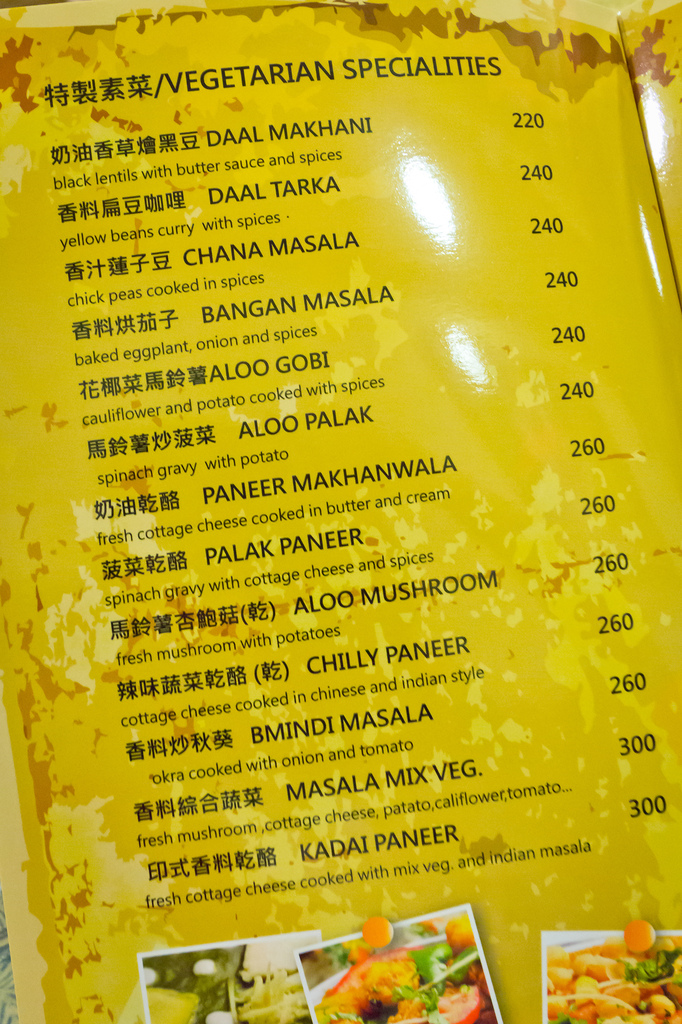 特製素菜/VEGETARIAN SPECIALITIES
奶油香草燴黑豆 DAAL MAKHANI 220
black lentils with butter sauce and spices
香料扁豆咖哩 DAAL TARKA 240
yellow beans curry with spices
香汁蓮子豆 CHANA MASALA 240
chick peas cooked in spices
香料烘茄子 BANGAN MASALA 240
baked eggplant, onion and spices
花椰菜馬鈴薯ALOO GOBI 240
cauliflower and potato cooked with spices
馬鈴薯炒菠菜 ALOO PALAK 240
spinach gravy with potato
奶油乾酪 PANEER MAKHANWALA 260
fresh cottage cheese cooked in butter and cream
菠菜乾酪 PALAK PANEER 260
spinach gravy with cottage cheese and spices
馬鈴薯杏鮑菇(乾) ALOO MUSHROOM 260
fresh mushroom with potatoes
辣味蔬菜乾酪 (乾) CHILLY PANEER 260
cottage cheese cooked in chinese and indian style
香料炒秋葵 BMINDI MASALA 260
okra cooked with onion and tomato
香料綜合蔬菜 MASALA MIX VEG. 300
fresh mushroom ,cottage cheese, patato,califlower,tomato...
印式香料乾酪 KADAI PANEER 300
fresh cottage cheese cooked with mix veg. and indian masala